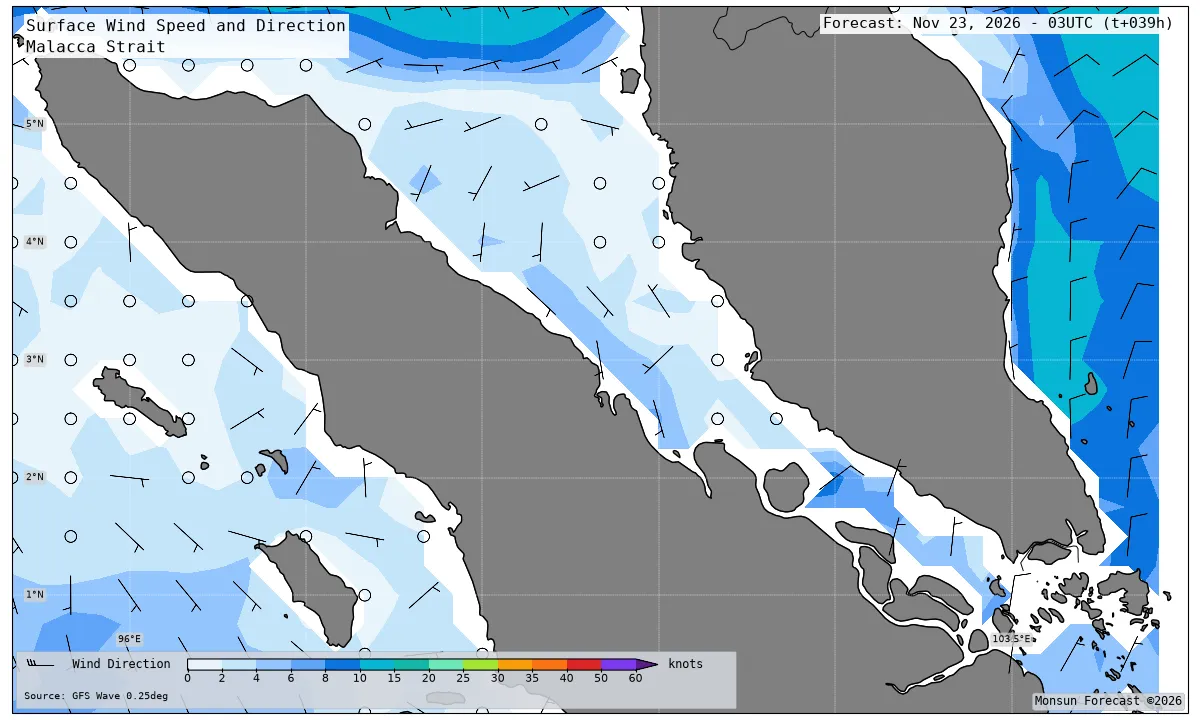 Surface Wind Speed and Direction
Malacca Strait
Forecast: Nov 23, 2026 - 03UTC (t+039h)
5°N
4°N
3°N
2°N
1°N
96°E
103.5°E
Wind Direction
knots
0 2 4 6 8 10 12 15 20 25 30 35 40 50 60
Source: GFS Wave 0.25deg
Monsun Forecast ©2026